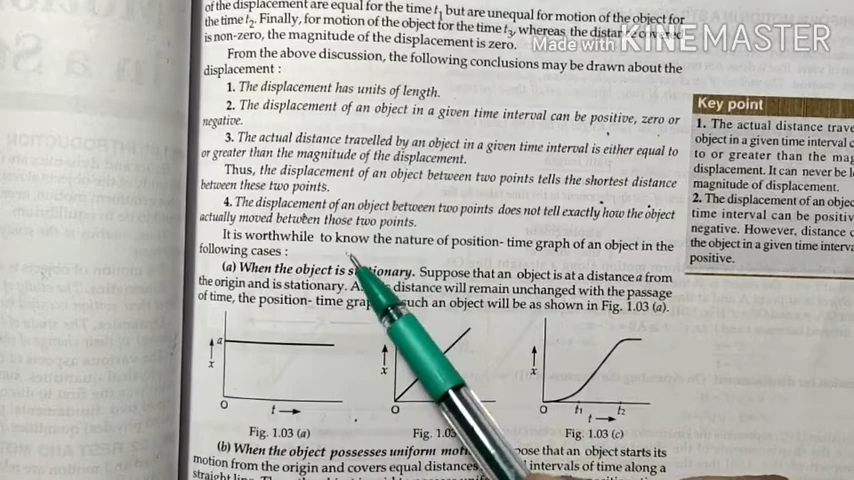 of the displacement are equal for the time t1 but are unequal for motion of the object for
the time t2. Finally, for motion of the object for the time t3, whereas, the distance covered
is non-zero, the magnitude of the displacement is zero.
Made with KINEMASTER
From the above discussion, the following conclusions may be drawn about the
displacement :
1. The displacement has units of length.
2. The displacement of an object in a given time interval can be positive, zero or
negative.
3. The actual distance travelled by an object in a given time interval is either equal to
or greater than the magnitude of the displacement.
Thus, the displacement of an object between two points tells the shortest distance
between these two points.
4. The displacement of an object between two points does not tell exactly how the object
actually moved between those two points.
It is worthwhile to know the nature of position- time graph of an object in the
following cases :
(a) When the object is stationary. Suppose that an object is at a distance a from
the origin and is stationary. distance will remain unchanged with the passage
of time, the position- time such an object will be as shown in Fig. 1.03 (a).
a
x
O
t
Fig. 1.03 (a)
x
O
Fig.
x
O
t1
t2
t
Fig. 1.03 (c)
(b) When the object possesses uniform that an object starts its
motion from the origin and covers equal distances intervals of time along a
straight line.
Key point
1. The actual distance
object in a given time interval
to or greater than the
displacement. It can never be
magnitude of displacement.
2. The displacement of an
time interval can be
negative. However, distance
the object in a given time
positive.